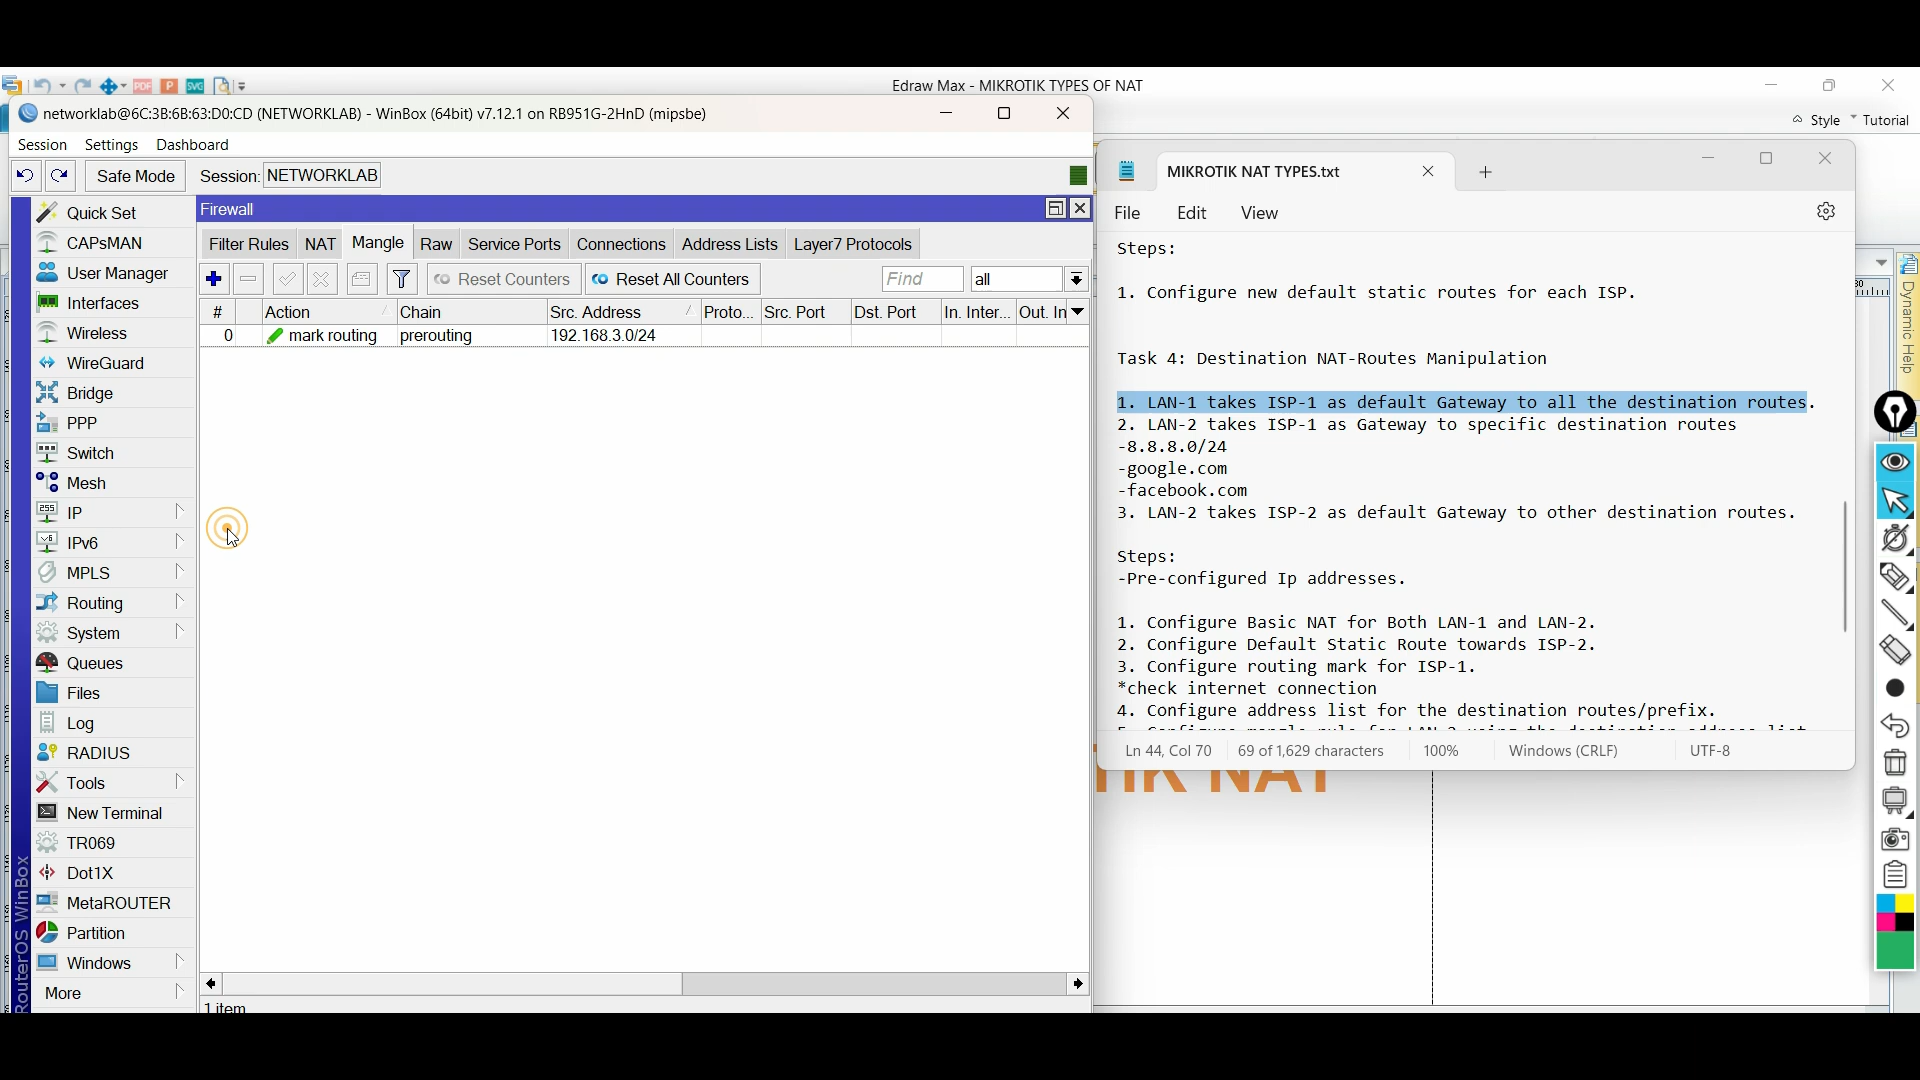 Edraw Max - MIKROTIK TYPES OF NAT
Style
Tutorial
networklab@6C:3B:6B:63:D0:CD (NETWORKLAB) - WinBox (64bit) v7.12.1 on RB951G-2HnD (mipsbe)
Session Settings Dashboard
Safe Mode Session: NETWORKLAB
Firewall
Filter Rules NAT Mangle Raw Service Ports Connections Address Lists Layer7 Protocols
Reset Counters Reset All Counters Find all
# Action Chain Src. Address Proto... Src. Port Dst. Port In. Inter... Out. In
0 mark routing prerouting 192.168.3.0/24
1 item
Quick Set
CAPsMAN
User Manager
Interfaces
Wireless
WireGuard
Bridge
PPP
Switch
Mesh
IP
IPv6
MPLS
Routing
System
Queues
Files
Log
RADIUS
Tools
New Terminal
TR069
Dot1X
MetaROUTER
Partition
Windows
More
RouterOS WinBox
MIKROTIK NAT TYPES.txt
File Edit View
Steps:
1. Configure new default static routes for each ISP.
Task 4: Destination NAT-Routes Manipulation
1. LAN-1 takes ISP-1 as default Gateway to all the destination routes.
2. LAN-2 takes ISP-1 as Gateway to specific destination routes
-8.8.8.0/24
-google.com
-facebook.com
3. LAN-2 takes ISP-2 as default Gateway to other destination routes.
Steps:
-Pre-configured Ip addresses.
1. Configure Basic NAT for Both LAN-1 and LAN-2.
2. Configure Default Static Route towards ISP-2.
3. Configure routing mark for ISP-1.
*check internet connection
4. Configure address list for the destination routes/prefix.
Ln 44, Col 70 69 of 1,629 characters 100% Windows (CRLF) UTF-8
TIK NAT
Dynamic Help